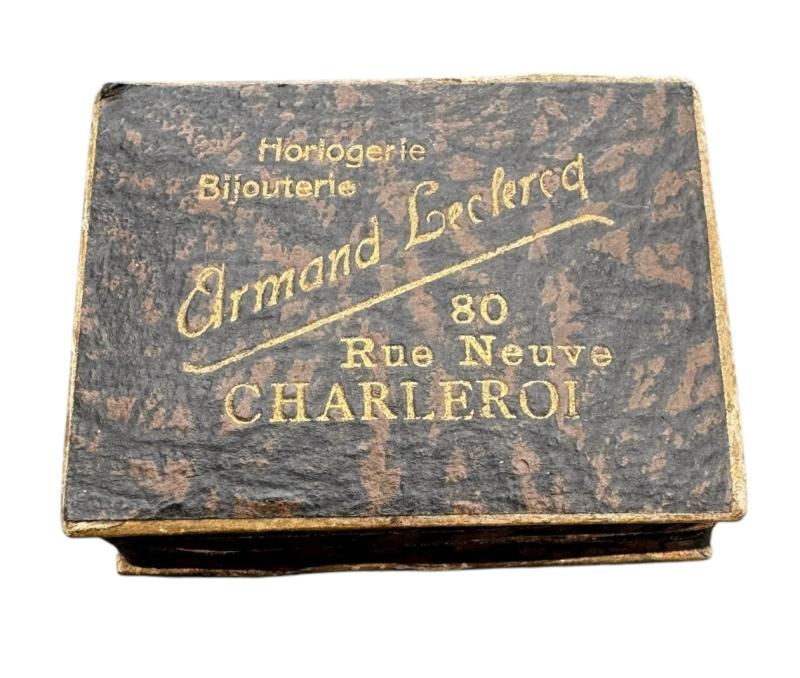 Horlogerie
Bijouterie
Armand Leclercq
80
Rue Neuve
CHARLEROI